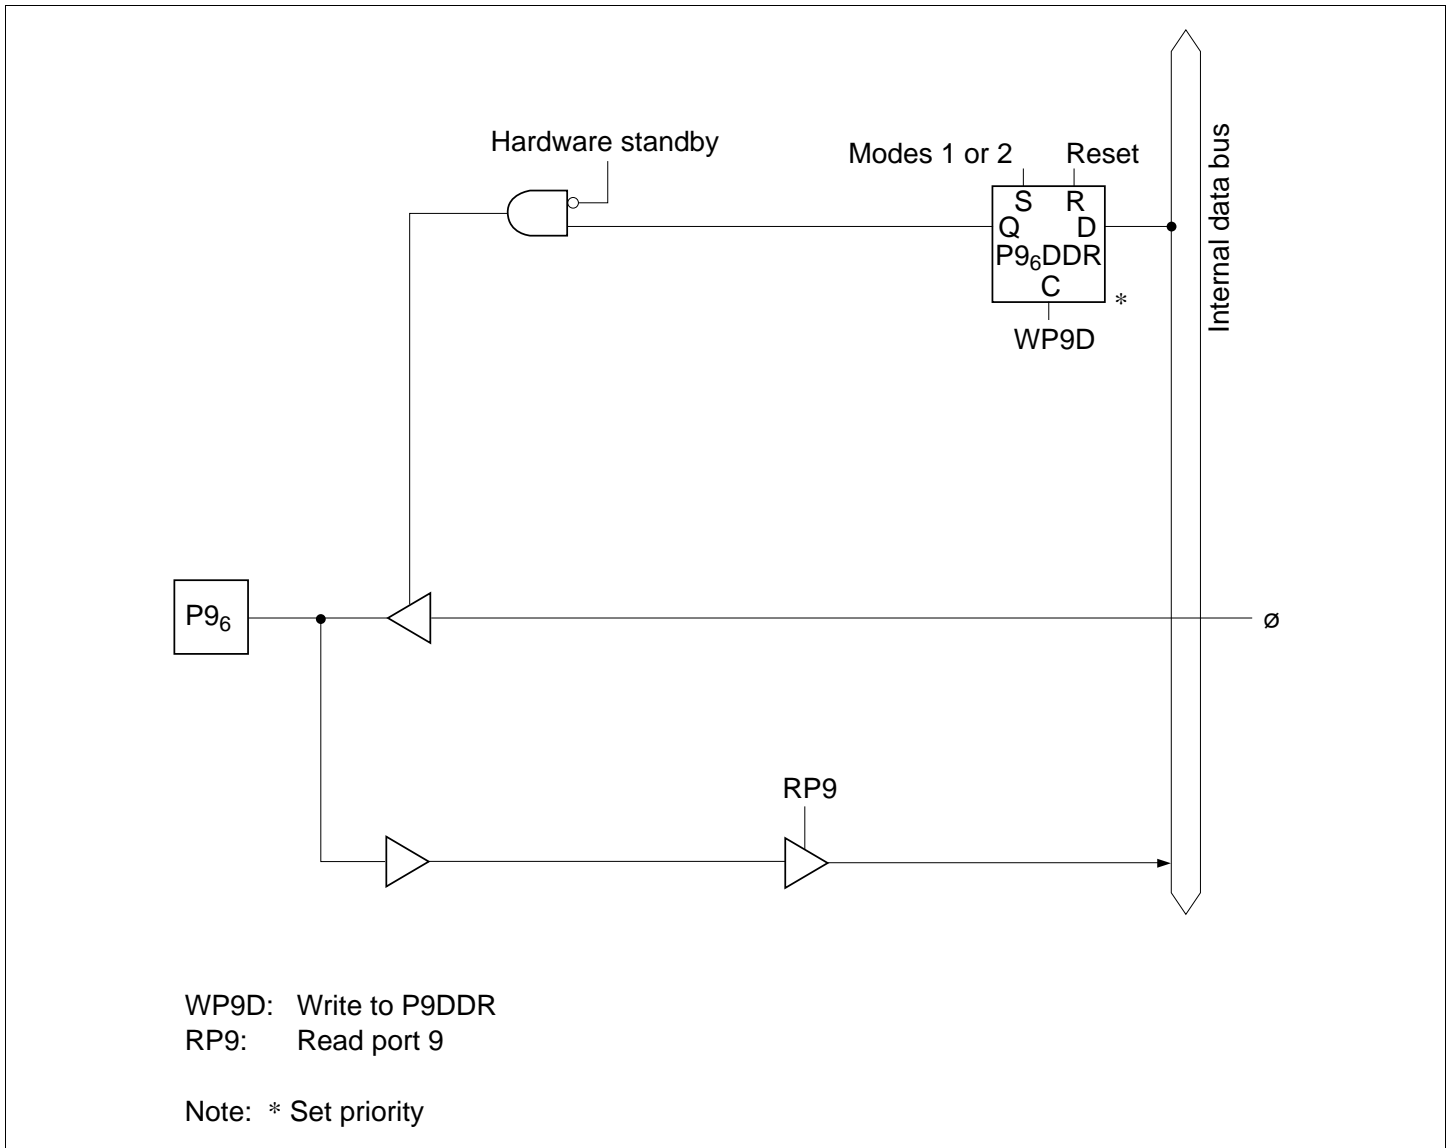 Hardware standby
Modes 1 or 2 Reset
S R
Q D
P9₆DDR
C
*
WP9D
Internal data bus
P9₆
ø
RP9
WP9D: Write to P9DDR
RP9: Read port 9
Note: * Set priority